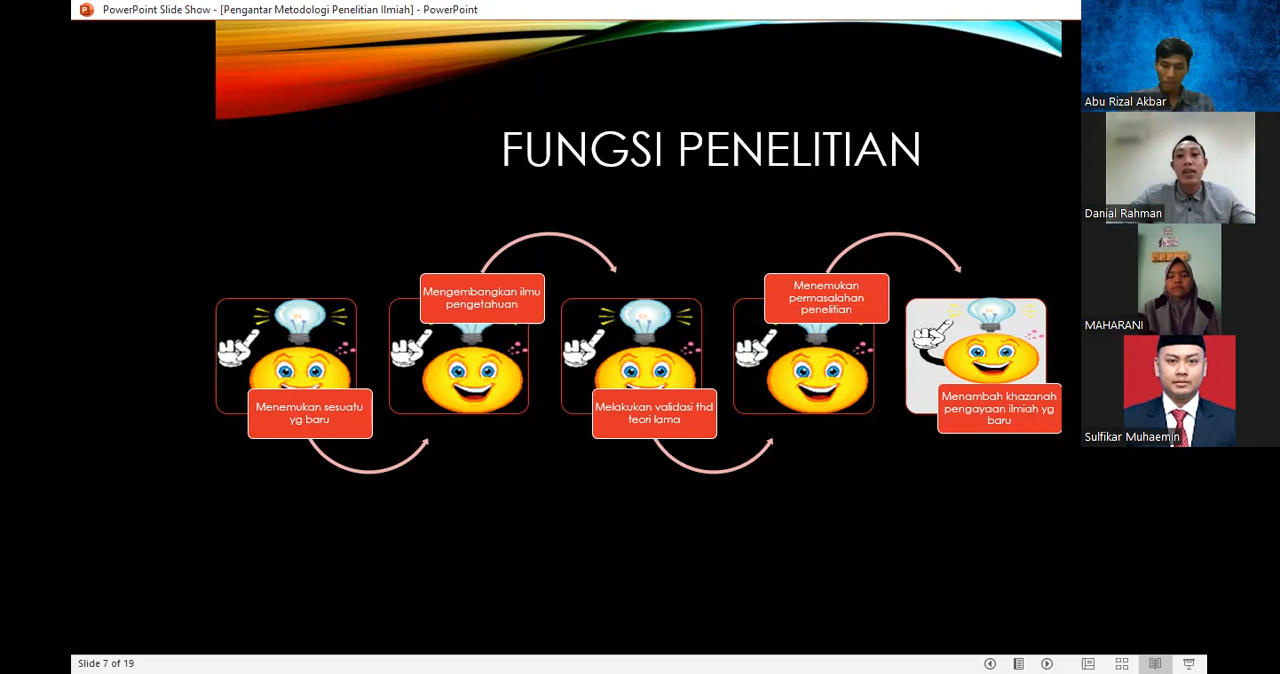 PowerPoint Slide Show - [Pengantar Metodologi Penelitian Ilmiah] - PowerPoint
FUNGSI PENELITIAN
Menemukan sesuatu
yg baru
Mengembangkan ilmu
pengetahuan
Melakukan validasi thd
teori lama
Menemukan
permasalahan
penelitian
Menambah khazanah
pengayaan ilmiah yg
baru
Abu Rizal Akbar
Danial Rahman
MAHARANI
Sulfikar Muhaemin
Slide 7 of 19